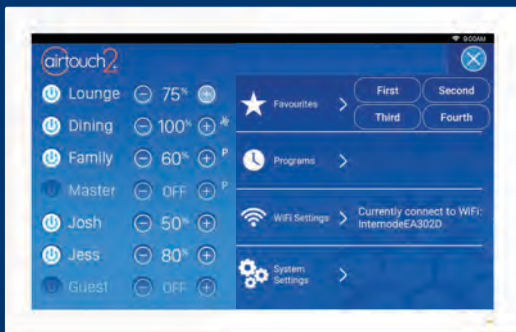 9:00AM
airtouch2+
Lounge 75%
Dining 100%
Family 60% P
Master OFF P
Josh 50%
Jess 80%
Guest OFF
Favourites
First Second
Third Fourth
Programs
WiFi Settings
Currently connect to WiFi:
InternodeEA302D
System
Settings